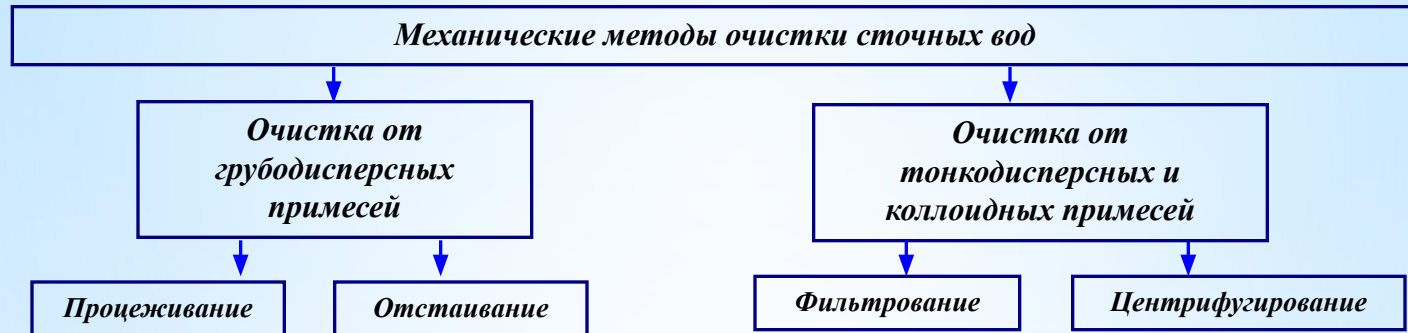 Механические методы очистки сточных вод
Очистка от
грубодисперсных
примесей
Очистка от
тонкодисперсных и
коллоидных примесей
Процеживание
Отстаивание
Фильтрование
Центрифугирование